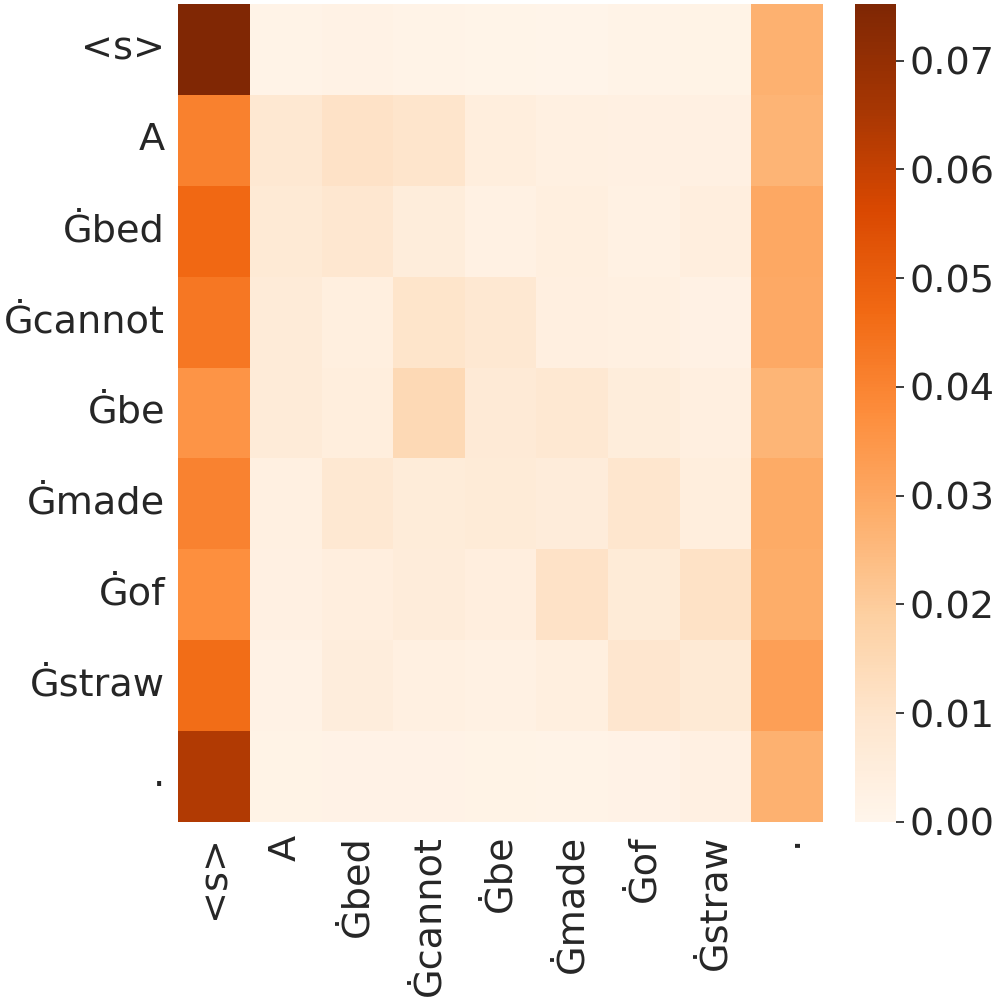 <s>
A
Ġbed
Ġcannot
Ġbe
Ġmade
Ġof
Ġstraw
.
<s>
A
Ġbed
Ġcannot
Ġbe
Ġmade
Ġof
Ġstraw
.
0.07
0.06
0.05
0.04
0.03
0.02
0.01
0.00